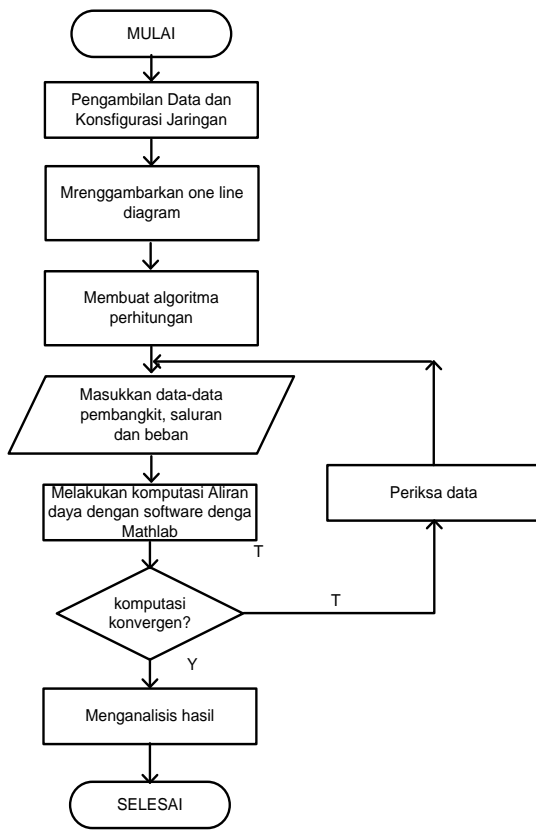 MULAI
Pengambilan Data dan
Konsfigurasi Jaringan
Mrenggambarkan one line
diagram
Membuat algoritma
perhitungan
Masukkan data-data
pembangkit, saluran
dan beban
Melakukan komputasi Aliran
daya dengan software denga
Mathlab
Periksa data
T
komputasi
konvergen?
T
Y
Menganalisis hasil
SELESAI